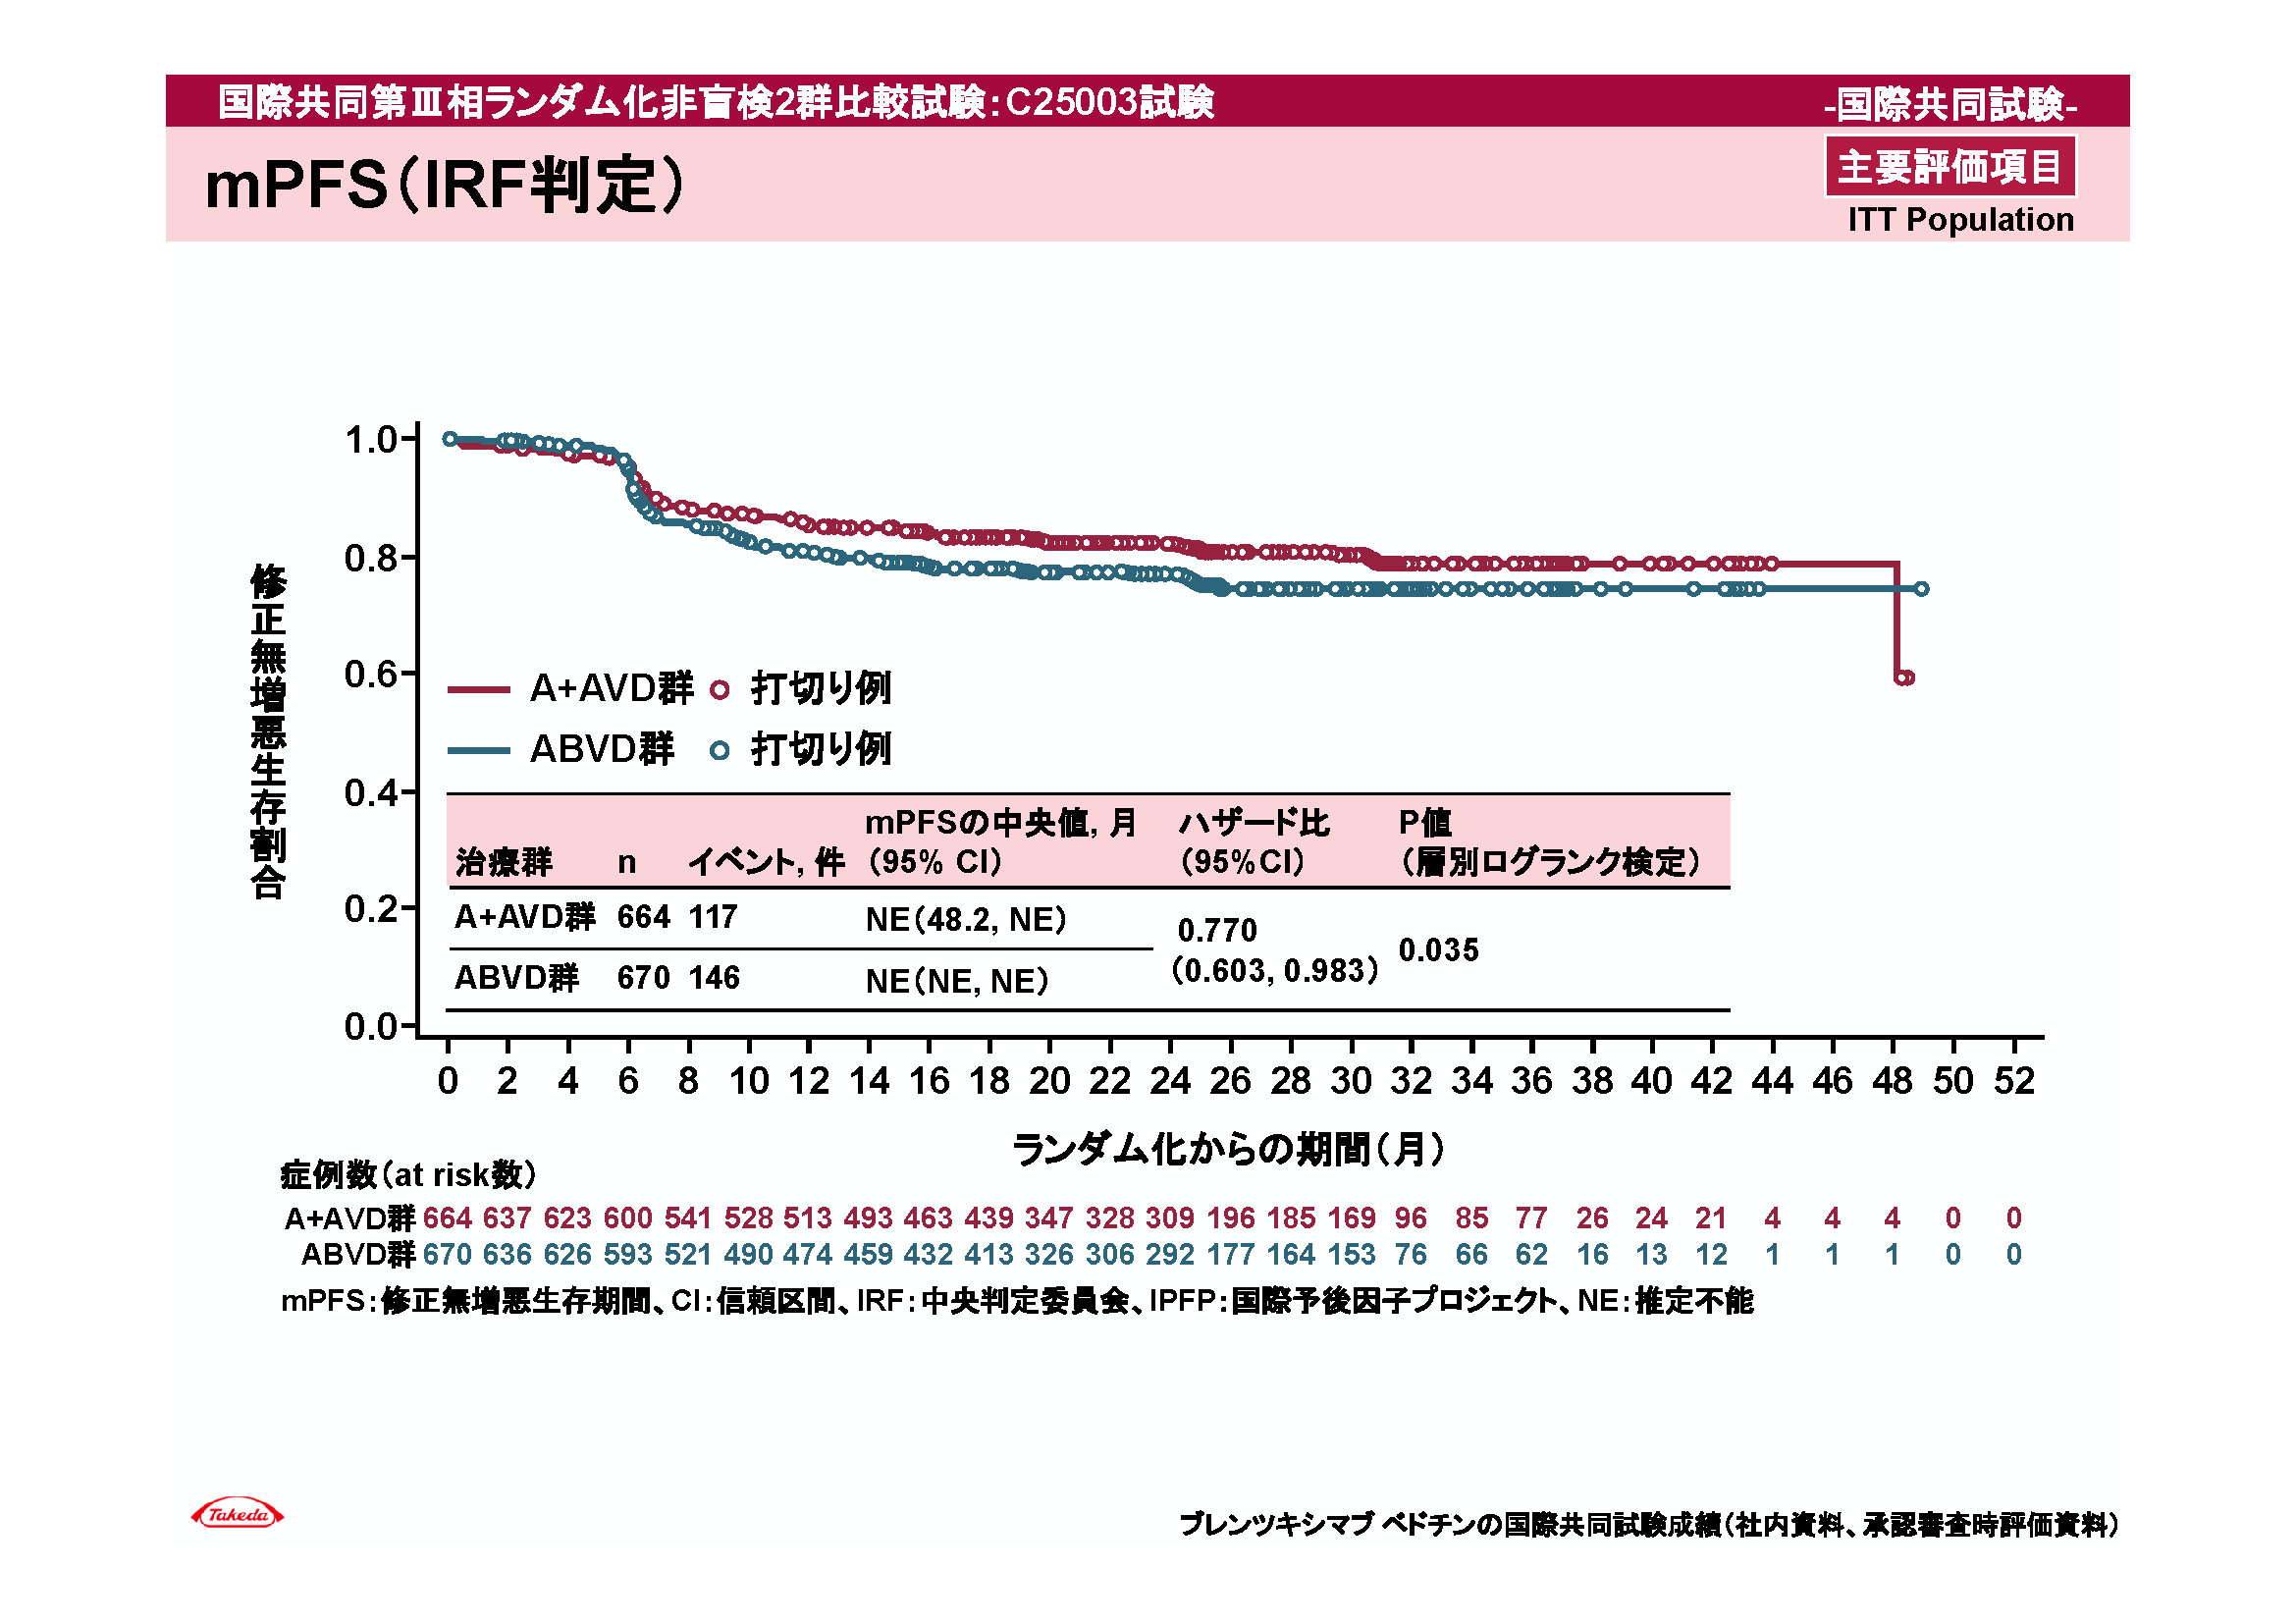 国際共同第Ⅲ相ランダム化非盲検2群比較試験：C25003試験
-国際共同試験-
mPFS（IRF判定）
主要評価項目
ITT Population
修正無増悪生存割合
1.0
0.8
0.6
0.4
0.2
0.0
A+AVD群 打切り例
ABVD群 打切り例
治療群 n イベント, 件 mPFSの中央値, 月（95% CI） ハザード比（95%CI） P値（層別ログランク検定）
A+AVD群 664 117 NE（48.2, NE） 0.770（0.603, 0.983） 0.035
ABVD群 670 146 NE（NE, NE）
0 2 4 6 8 10 12 14 16 18 20 22 24 26 28 30 32 34 36 38 40 42 44 46 48 50 52
ランダム化からの期間（月）
症例数（at risk数）
A+AVD群 664 637 623 600 541 528 513 493 463 439 347 328 309 196 185 169 96 85 77 26 24 21 4 4 4 0 0
ABVD群 670 636 626 593 521 490 474 459 432 413 326 306 292 177 164 153 76 66 62 16 13 12 1 1 1 0 0
mPFS：修正無増悪生存期間、CI：信頼区間、IRF：中央判定委員会、IPFP：国際予後因子プロジェクト、NE：推定不能
Takeda
ブレンツキシマブ ベドチンの国際共同試験成績（社内資料、承認審査時評価資料）